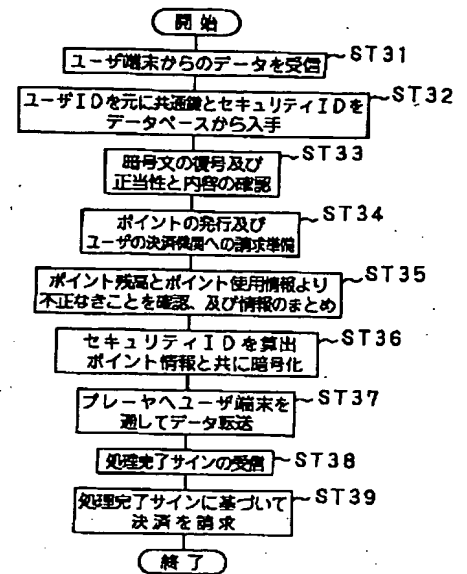 開始
ユーザ端末からのデータを受信
ST31
ユーザIDを元に共通鍵とセキュリティIDを
データベースから入手
ST32
暗号文の復号及び
正当性と内容の確認
ST33
ポイントの発行及び
ユーザの決済機関への請求準備
ST34
ポイント残高とポイント使用情報より
不正なきことを確認、及び情報のまとめ
ST35
セキュリティIDを算出
ポイント情報と共に暗号化
ST36
プレーヤへユーザ端末を
通してデータ転送
ST37
処理完了サインの受信
ST38
処理完了サインに基づいて
決済を請求
ST39
終了